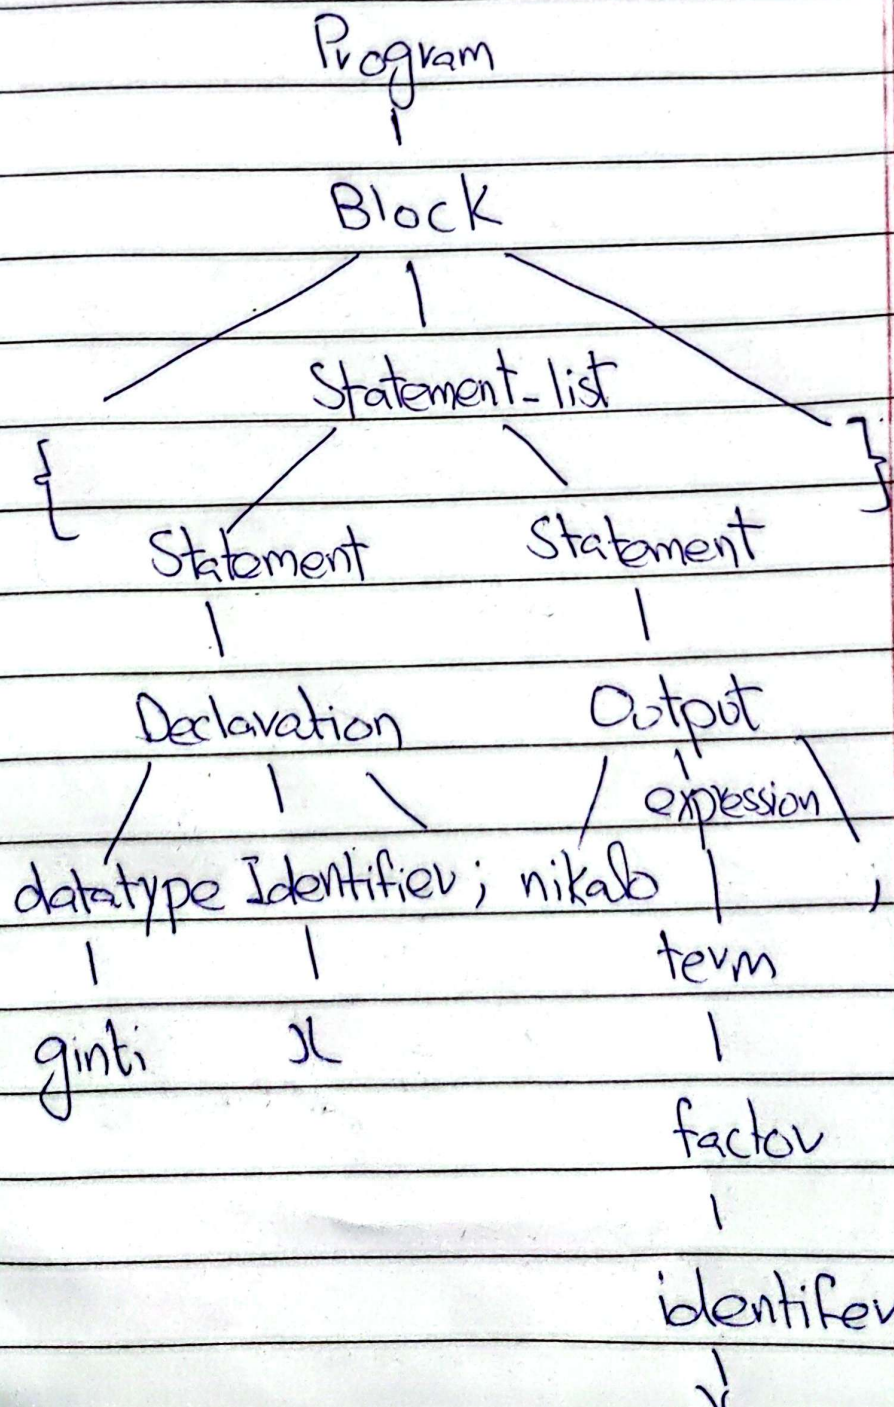 Program
Block
Statement_list
{ }
Statement Statement
Declaration Output
expression
datatype Identifier ; nikalo ;
term
ginti x
factor
identifer